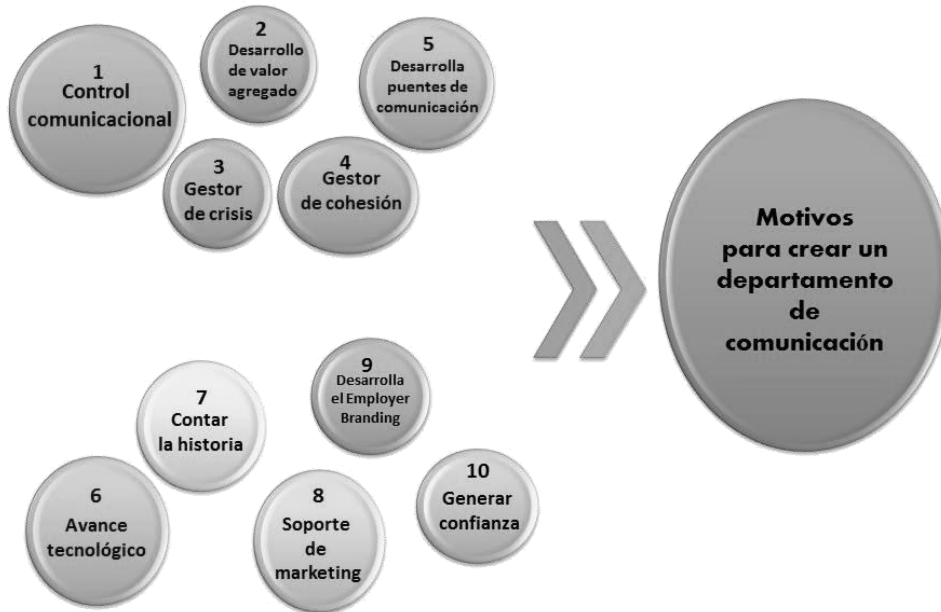 1
Control
comunicacional
2
Desarrollo
de valor
agregado
3
Gestor
de crisis
4
Gestor
de cohesión
5
Desarrolla
puentes de
comunicación
6
Avance
tecnológico
7
Contar
la historia
8
Soporte
de
marketing
9
Desarrolla
el Employer
Branding
10
Generar
confianza
Motivos
para crear un
departamento
de
comunicación